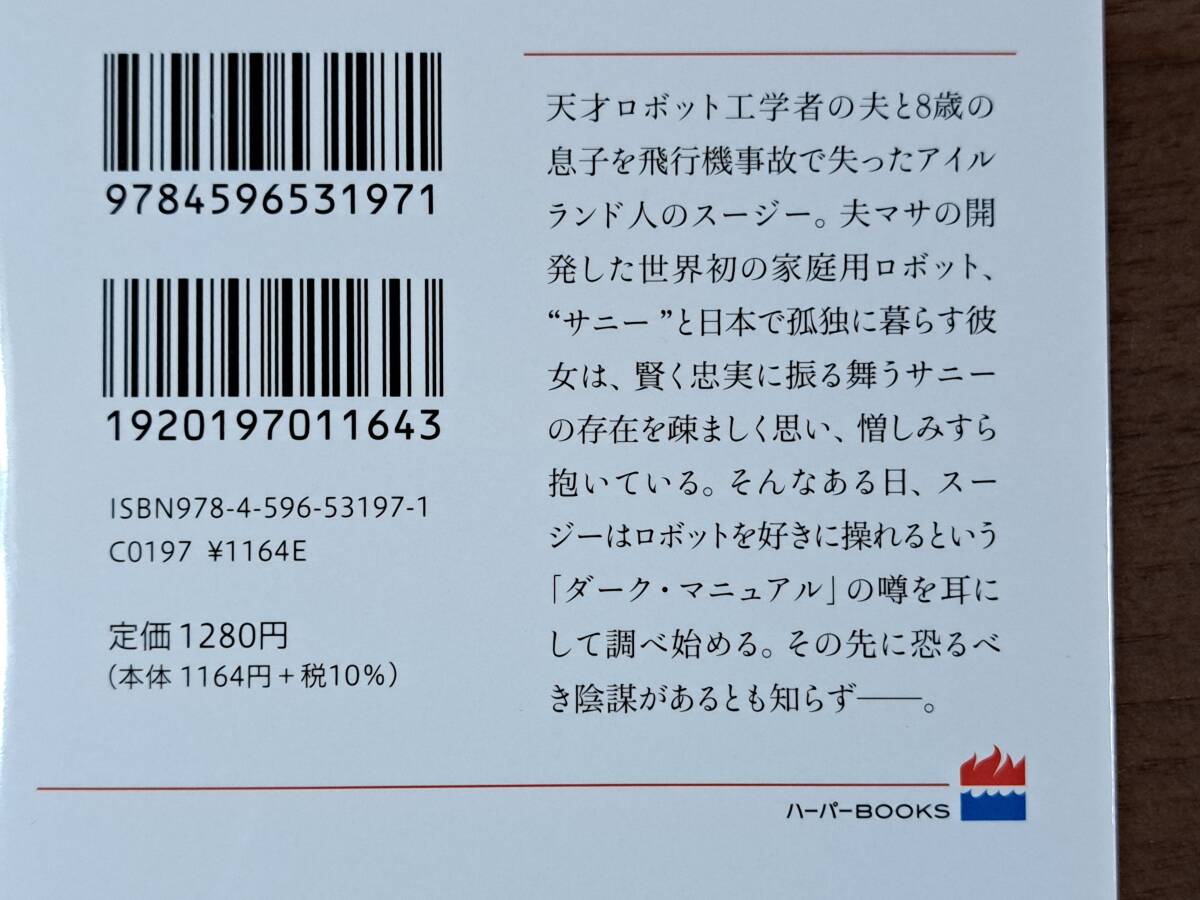 9784596531971
1920197011643
ISBN978-4-596-53197-1
C0197 ¥1164E
定価1280円
(本体 1164円+税10%)
天才ロボット工学者の夫と8歳の
息子を飛行機事故で失ったアイル
ランド人のスージー。夫マサの開
発した世界初の家庭用ロボット、
“サニー”と日本で孤独に暮らす彼
女は、賢く忠実に振る舞うサニー
の存在を疎ましく思い、憎しみすら
抱いている。そんなある日、スー
ジーはロボットを好きに操れるという
「ダーク・マニュアル」の噂を耳に
して調べ始める。その先に恐るべ
き陰謀があるとも知らず――。
ハーパーBOOKS